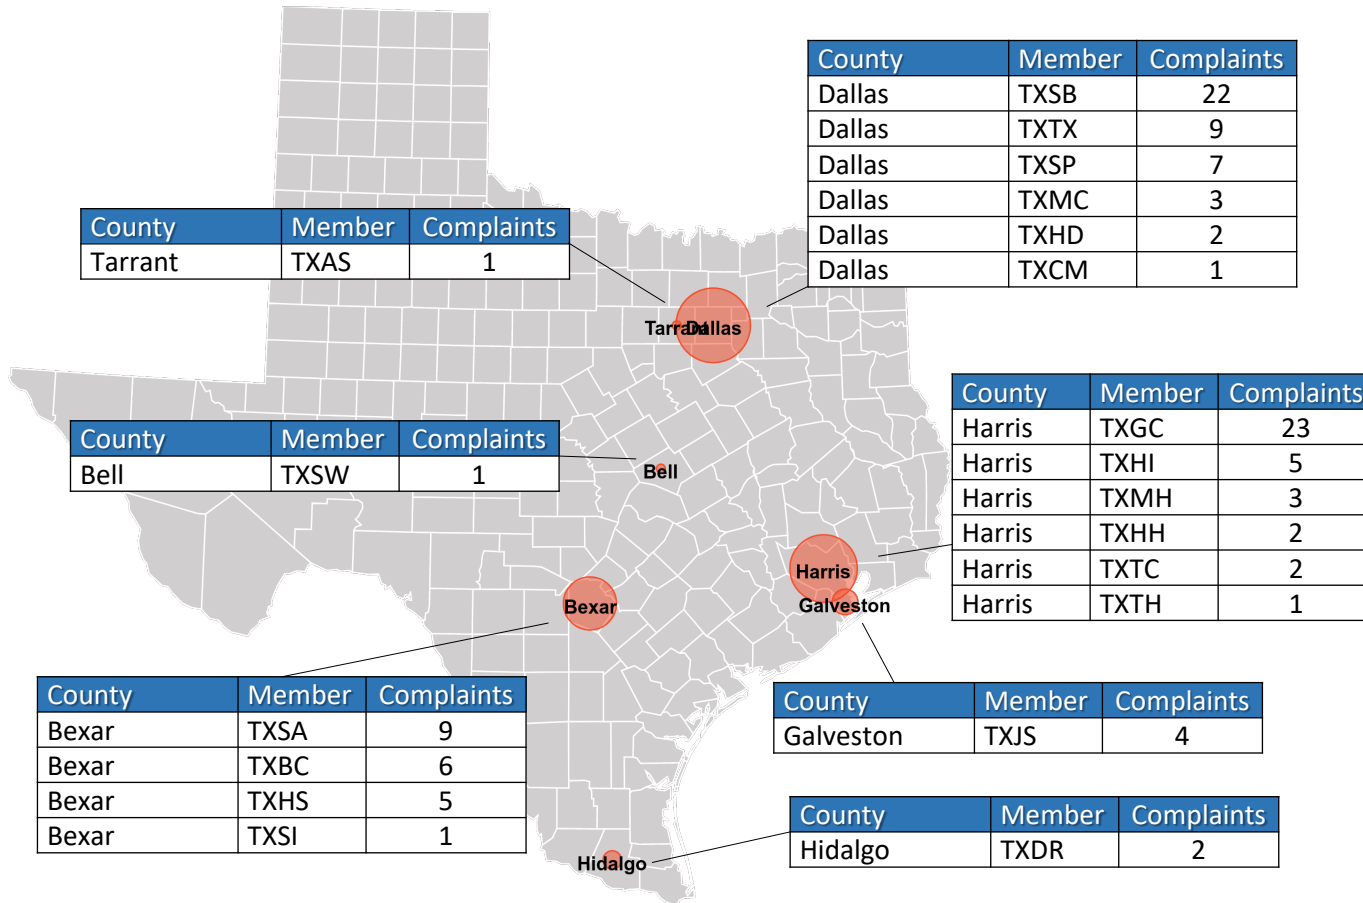 County Member Complaints
Dallas TXSB 22
Dallas TXTX 9
Dallas TXSP 7
Dallas TXMC 3
Dallas TXHD 2
Dallas TXCM 1
County Member Complaints
Tarrant TXAS 1
Tarrant Dallas
County Member Complaints
Harris TXGC 23
Harris TXHI 5
Harris TXMH 3
Harris TXHH 2
Harris TXTC 2
Harris TXTH 1
County Member Complaints
Bell TXSW 1
Bell
Harris
Galveston
Bexar
County Member Complaints
Bexar TXSA 9
Bexar TXBC 6
Bexar TXHS 5
Bexar TXSI 1
County Member Complaints
Galveston TXJS 4
County Member Complaints
Hidalgo TXDR 2
Hidalgo